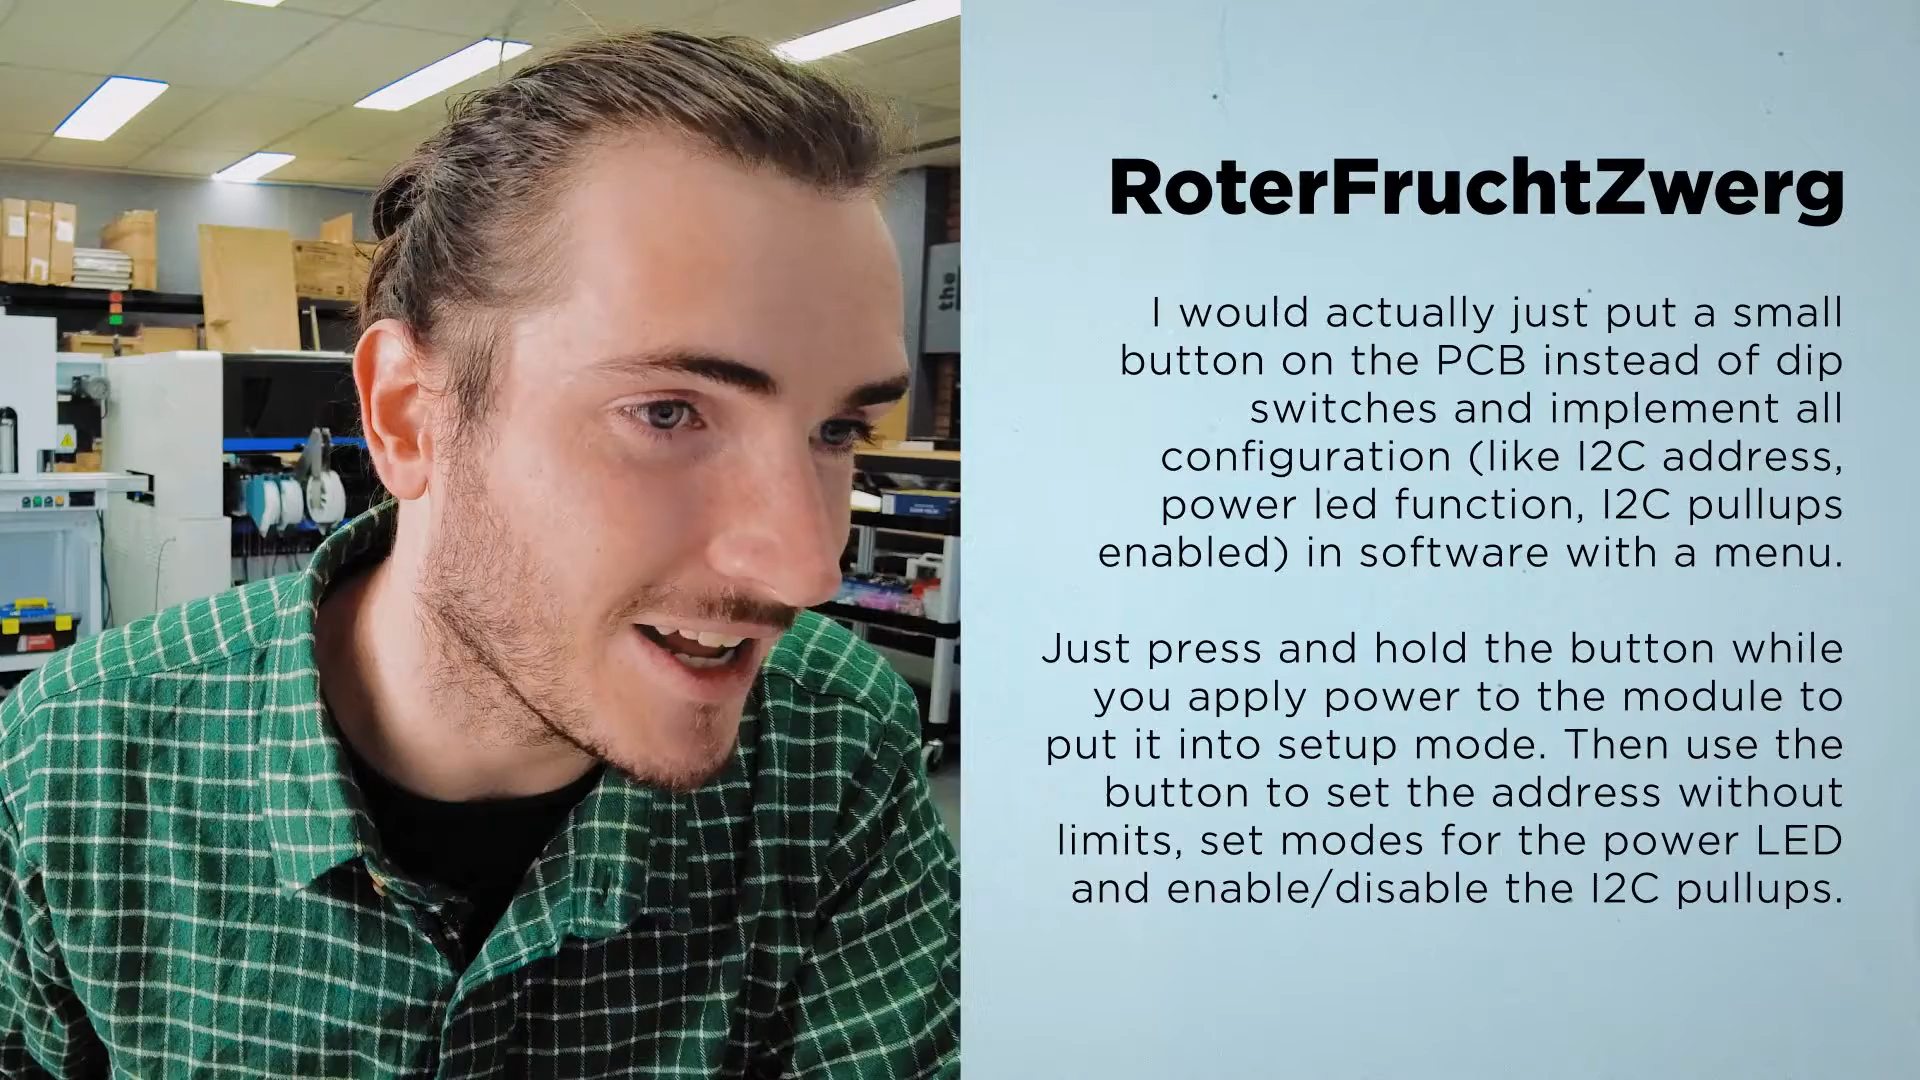 RoterFruchtZwerg
I would actually just put a small
button on the PCB instead of dip
switches and implement all
configuration (like I2C address,
power led function, I2C pullups
enabled) in software with a menu.
Just press and hold the button while
you apply power to the module to
put it into setup mode. Then use the
button to set the address without
limits, set modes for the power LED
and enable/disable the I2C pullups.
the